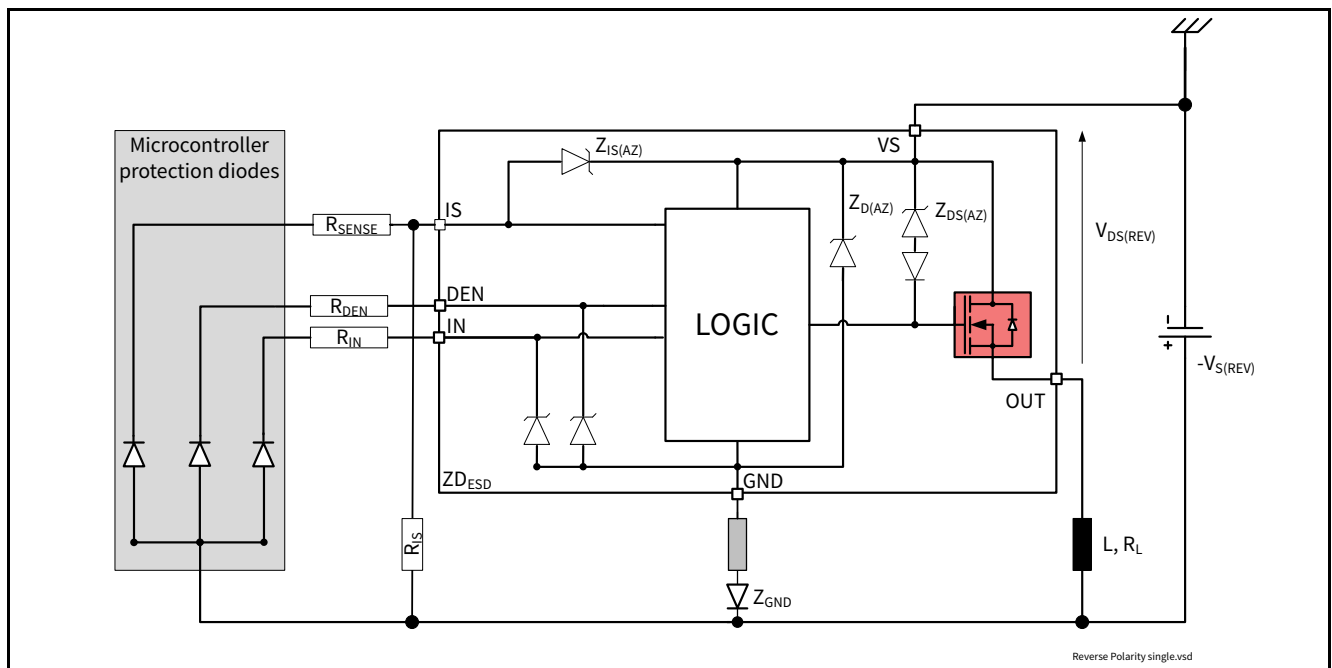 Microcontroller
protection diodes
VS
Z_IS(AZ)
Z_D(AZ)
Z_DS(AZ)
V_DS(REV)
IS
R_SENSE
DEN
R_DEN
IN
R_IN
LOGIC
-
+
-V_S(REV)
OUT
ZD_ESD
GND
R_IS
L, R_L
Z_GND
Reverse Polarity single.vsd